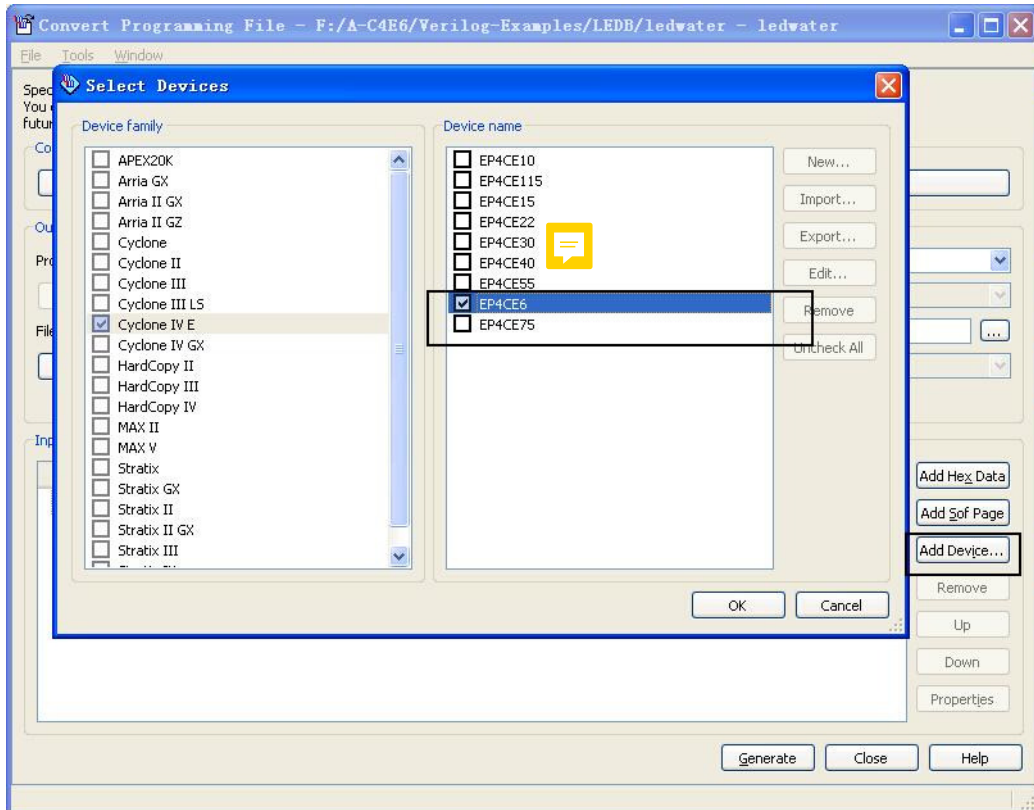 Convert Programming File - F:/A-C4E6/Verilog-Examples/LEDB/ledwater - ledwater
File Tools Window
Select Devices
Device family
APEX20K
Arria GX
Arria II GX
Arria II GZ
Cyclone
Cyclone II
Cyclone III
Cyclone III LS
Cyclone IV E
Cyclone IV GX
HardCopy II
HardCopy III
HardCopy IV
MAX II
MAX V
Stratix
Stratix GX
Stratix II
Stratix II GX
Stratix III
Device name
EP4CE10
EP4CE115
EP4CE15
EP4CE22
EP4CE30
EP4CE40
EP4CE55
EP4CE6
EP4CE75
New...
Import...
Export...
Edit...
Remove
Uncheck All
OK Cancel
Add Hex Data
Add Sof Page
Add Device...
Remove
Up
Down
Properties
Generate Close Help